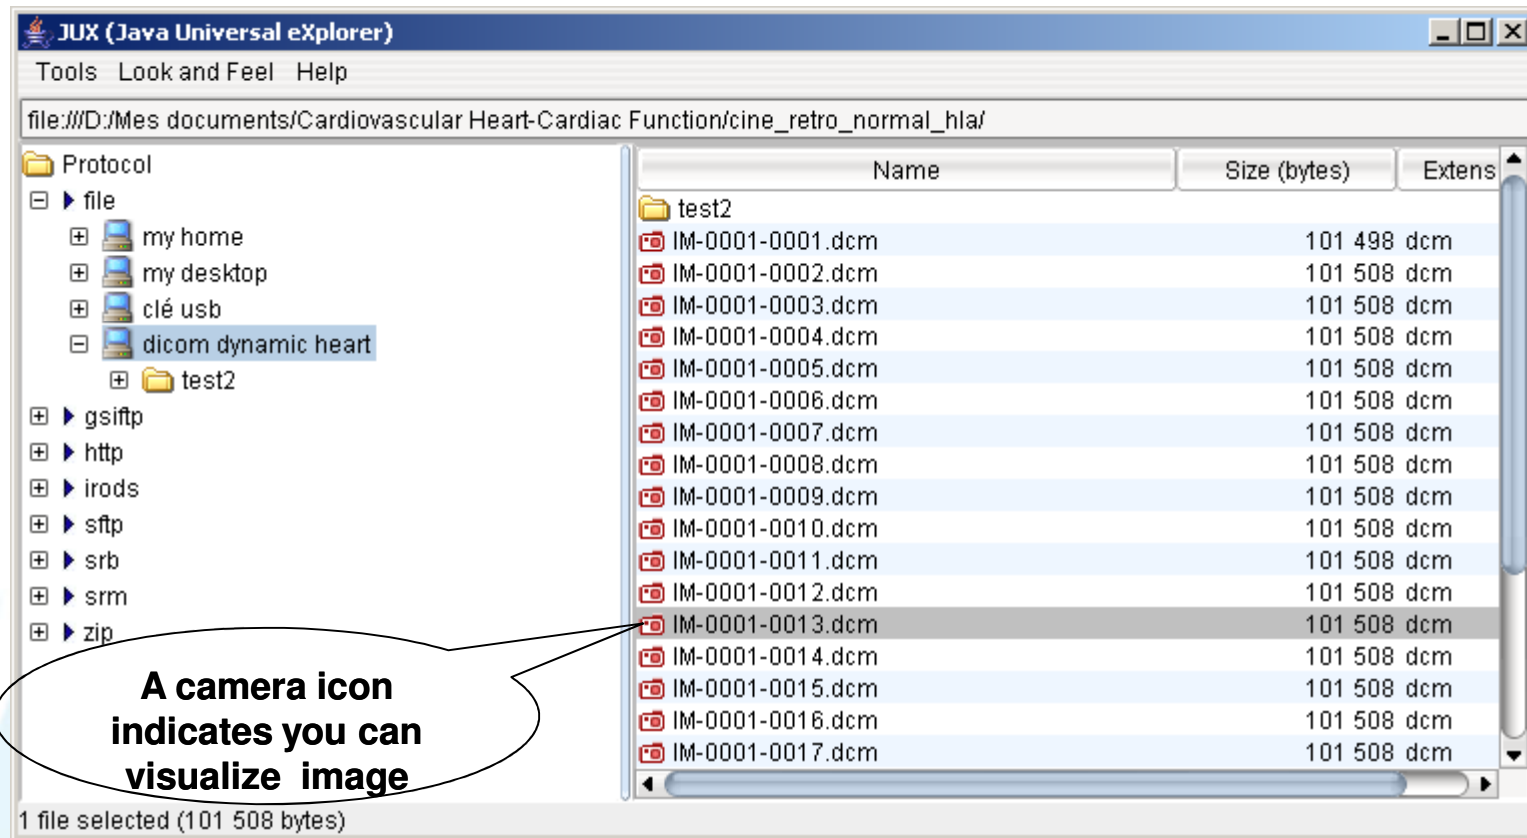 JUX (Java Universal eXplorer)
Tools Look and Feel Help
file:///D:/Mes documents/Cardiovascular Heart-Cardiac Function/cine_retro_normal_hla/
Protocol
file
my home
my desktop
clé usb
dicom dynamic heart
test2
gsiftp
http
irods
sftp
srb
srm
zip
Name Size (bytes) Extens
test2
IM-0001-0001.dcm 101 498 dcm
IM-0001-0002.dcm 101 508 dcm
IM-0001-0003.dcm 101 508 dcm
IM-0001-0004.dcm 101 508 dcm
IM-0001-0005.dcm 101 508 dcm
IM-0001-0006.dcm 101 508 dcm
IM-0001-0007.dcm 101 508 dcm
IM-0001-0008.dcm 101 508 dcm
IM-0001-0009.dcm 101 508 dcm
IM-0001-0010.dcm 101 508 dcm
IM-0001-0011.dcm 101 508 dcm
IM-0001-0012.dcm 101 508 dcm
IM-0001-0013.dcm 101 508 dcm
IM-0001-0014.dcm 101 508 dcm
IM-0001-0015.dcm 101 508 dcm
IM-0001-0016.dcm 101 508 dcm
IM-0001-0017.dcm 101 508 dcm
A camera icon
indicates you can
visualize image
1 file selected (101 508 bytes)